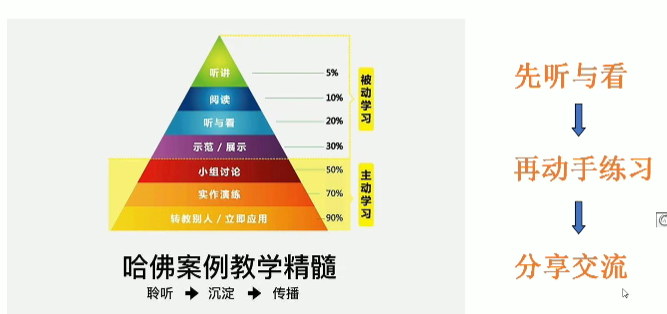 听讲 5%
阅读 10%
听与看 20%
示范 / 展示 30%
被动学习
小组讨论 50%
实作演练 70%
转教别人 / 立即应用 90%
主动学习
哈佛案例教学精髓
聆听 → 沉淀 → 传播
先听与看
再动手练习
分享交流